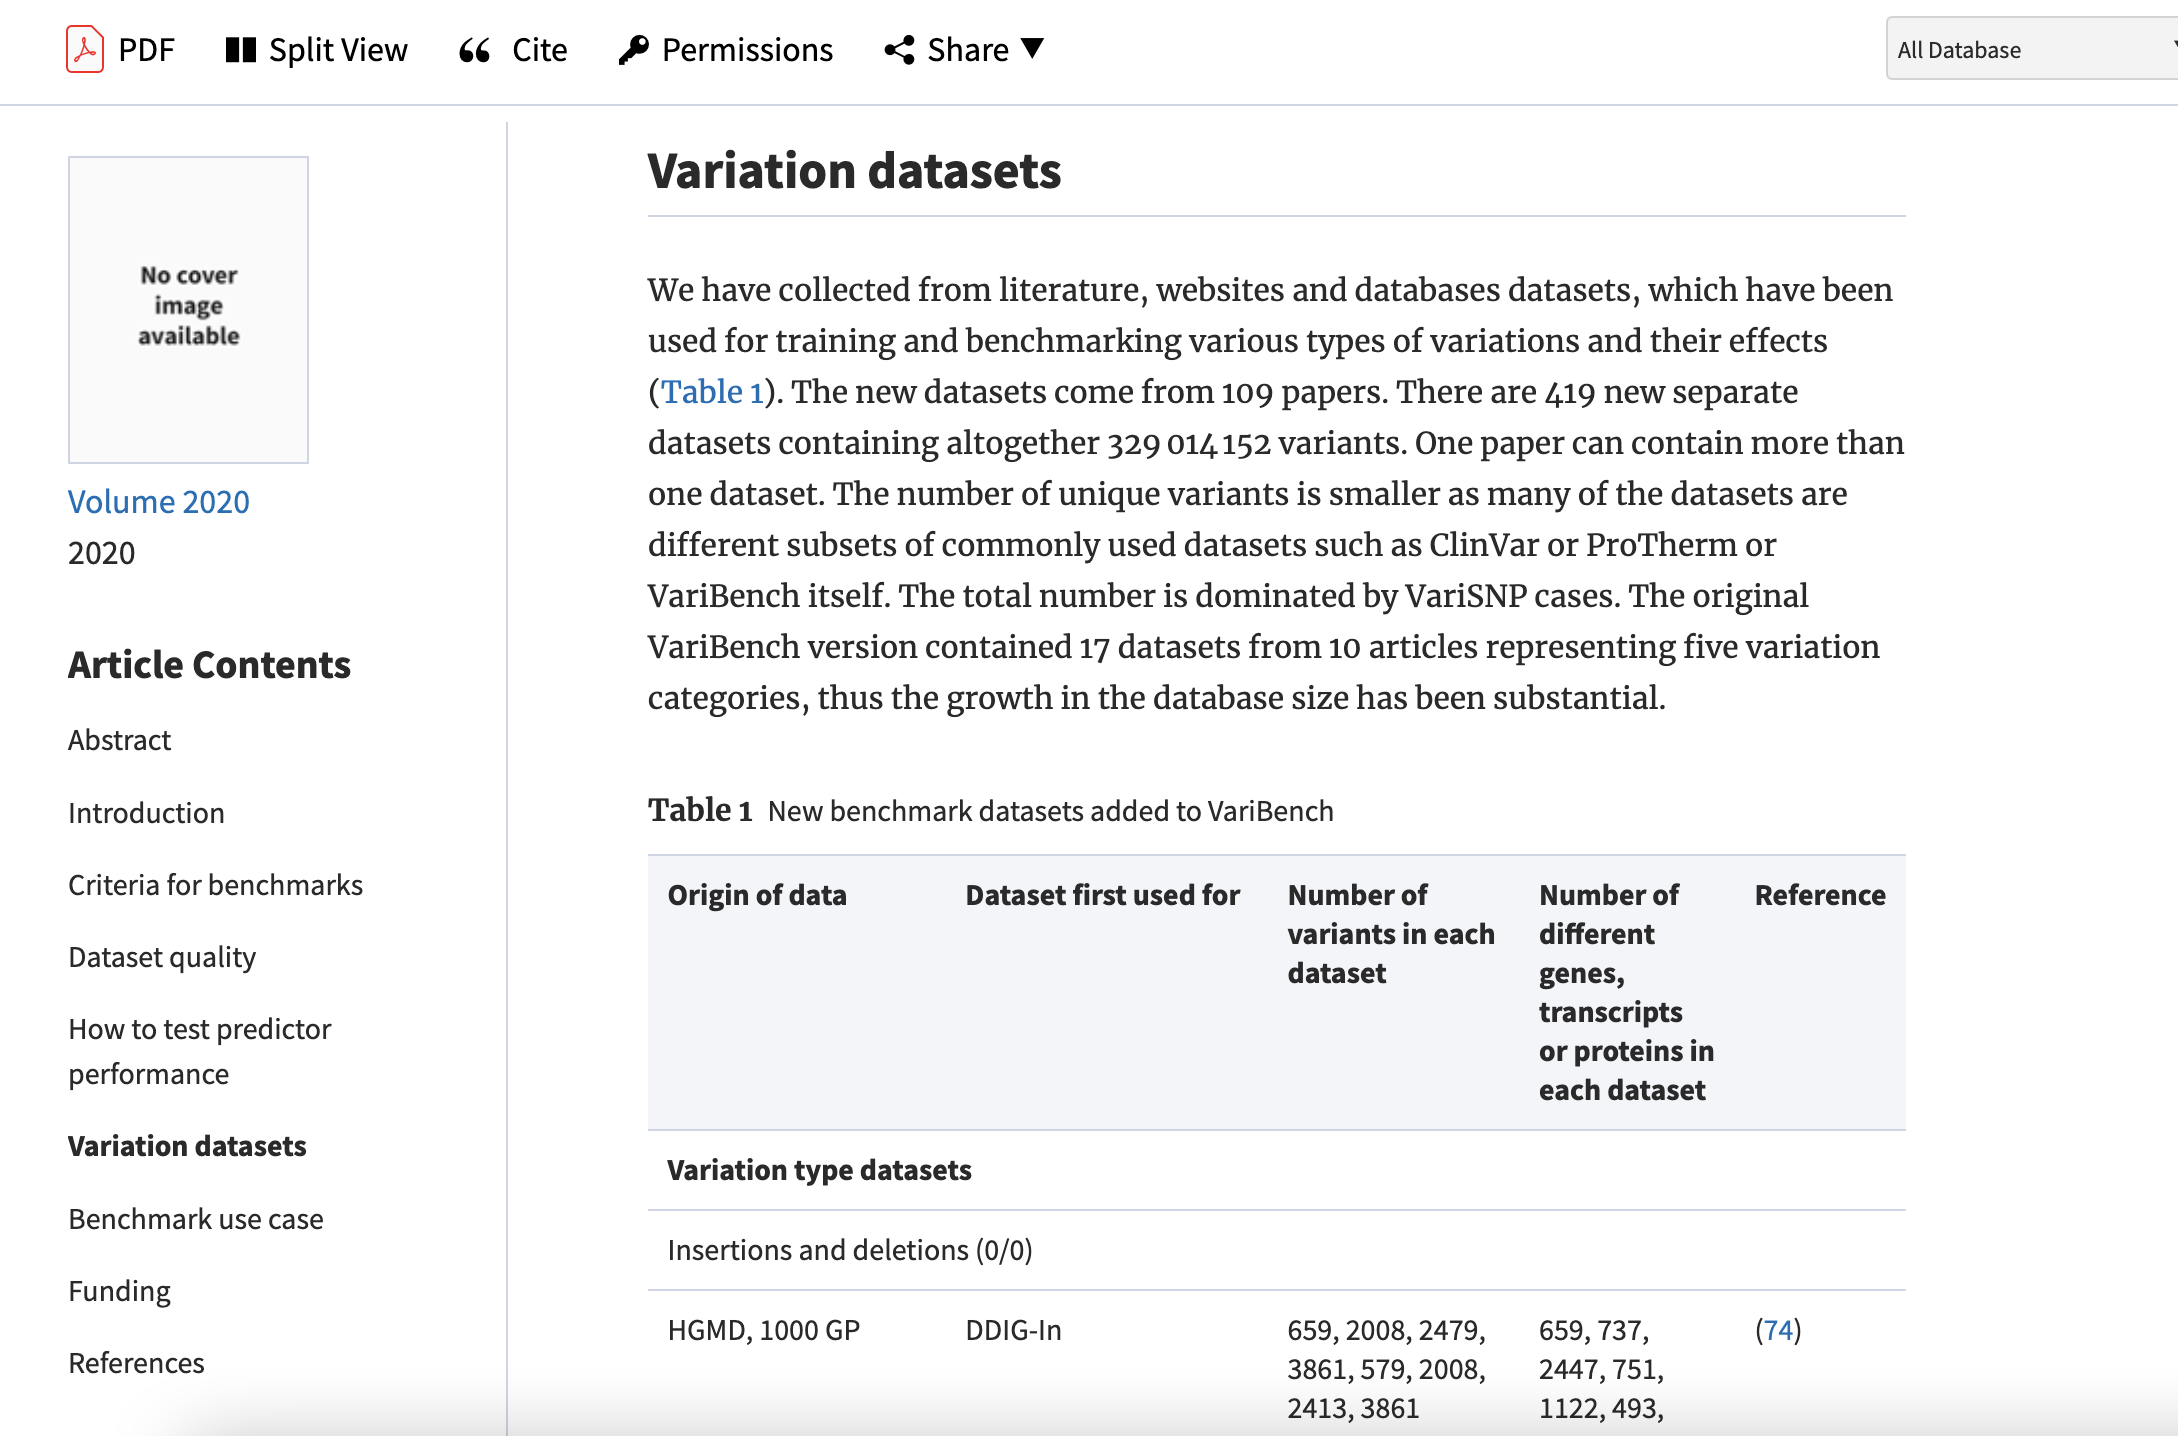 PDF Split View Cite Permissions Share All Database
No cover
image
available
Volume 2020
2020
Article Contents
Abstract
Introduction
Criteria for benchmarks
Dataset quality
How to test predictor
performance
Variation datasets
Benchmark use case
Funding
References
Variation datasets
We have collected from literature, websites and databases datasets, which have been
used for training and benchmarking various types of variations and their effects
(Table 1). The new datasets come from 109 papers. There are 419 new separate
datasets containing altogether 329 014 152 variants. One paper can contain more than
one dataset. The number of unique variants is smaller as many of the datasets are
different subsets of commonly used datasets such as ClinVar or ProTherm or
VariBench itself. The total number is dominated by VariSNP cases. The original
VariBench version contained 17 datasets from 10 articles representing five variation
categories, thus the growth in the database size has been substantial.
Table 1 New benchmark datasets added to VariBench
Origin of data
Dataset first used for
Number of
variants in each
dataset
Number of
different
genes,
transcripts
or proteins in
each dataset
Reference
Variation type datasets
Insertions and deletions (0/0)
HGMD, 1000 GP
DDIG-In
659, 2008, 2479,
3861, 579, 2008,
2413, 3861
659, 737,
2447, 751,
1122, 493,
(74)